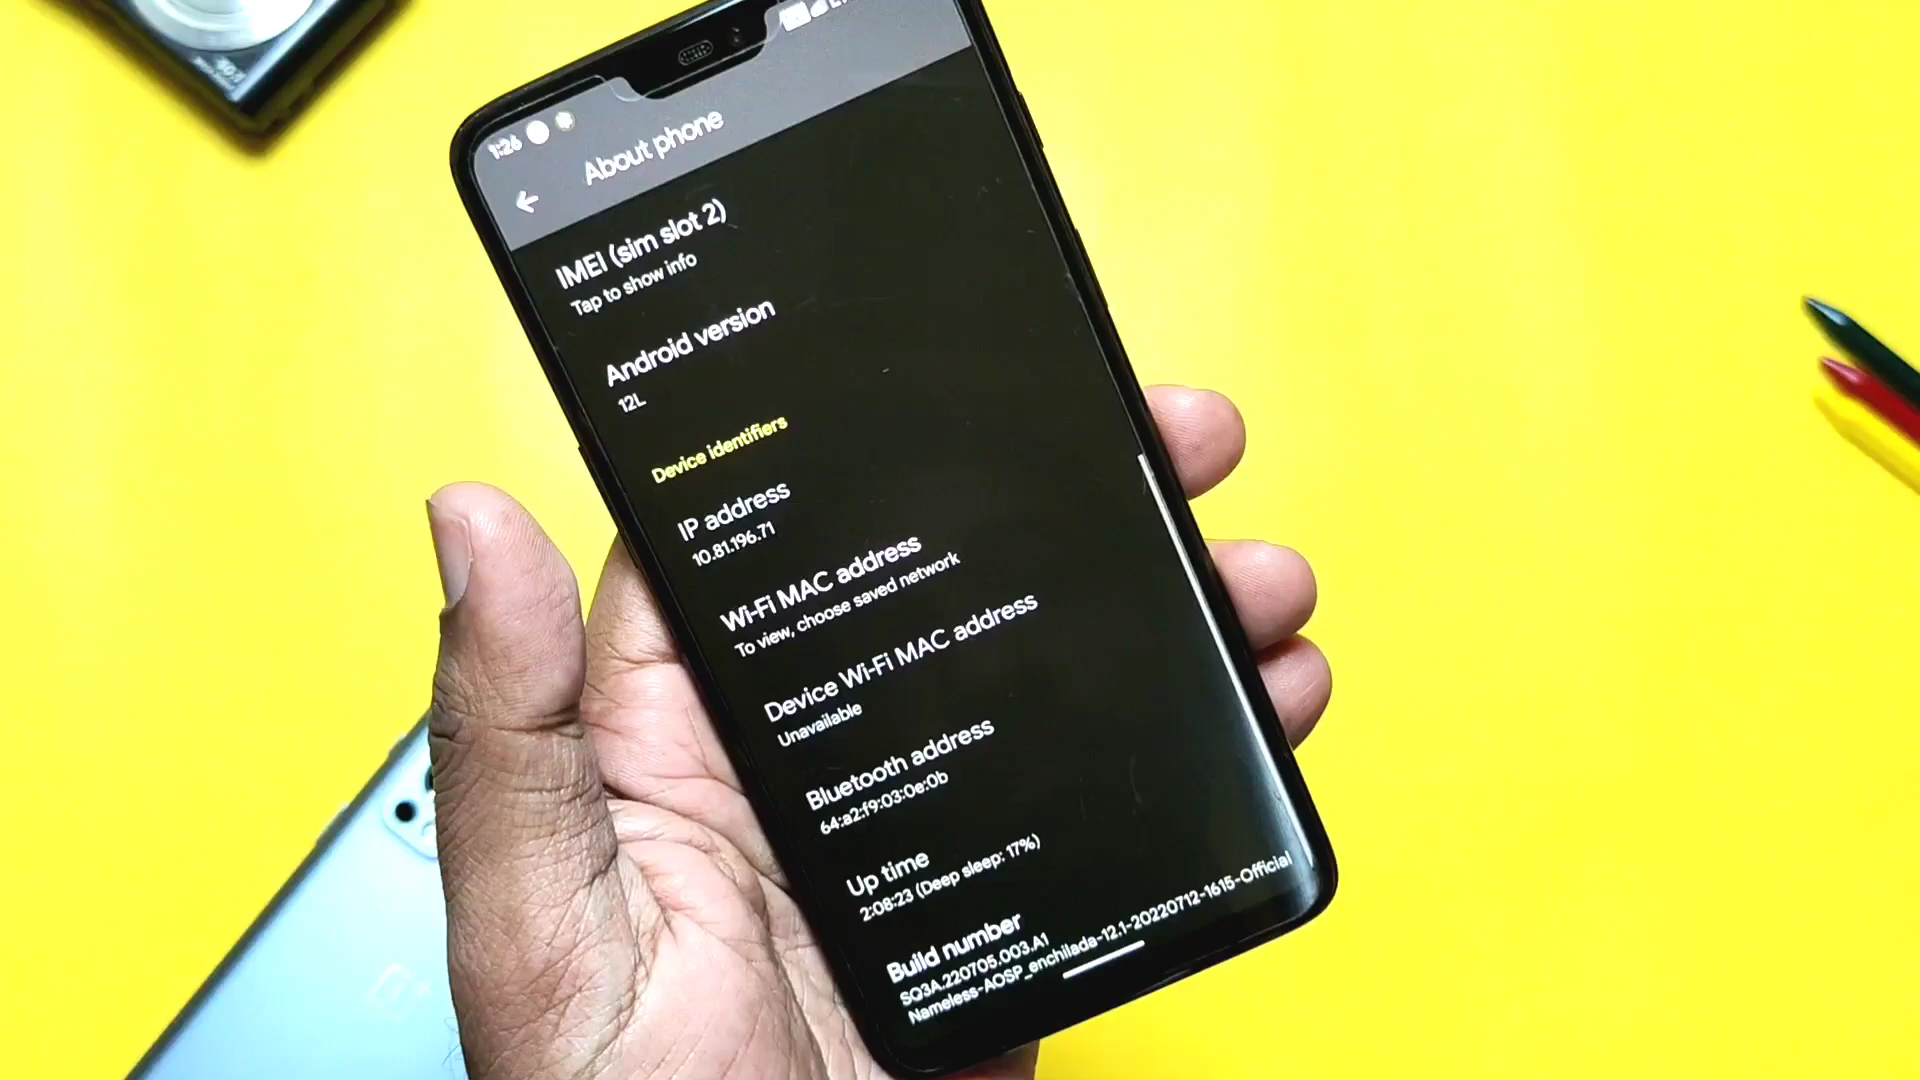 1:26
About phone
IMEI (sim slot 2)
Tap to show info
Android version
12L
Device identifiers
IP address
10.81.196.71
Wi-Fi MAC address
To view, choose saved network
Device Wi-Fi MAC address
Unavailable
Bluetooth address
64:a2:f9:03:0e:0b
Up time
2:08:23 (Deep sleep: 17%)
Build number
SQ3A.220705.003.A1
Nameless-AOSP_enchilada-12.1-20220712-1615-Official